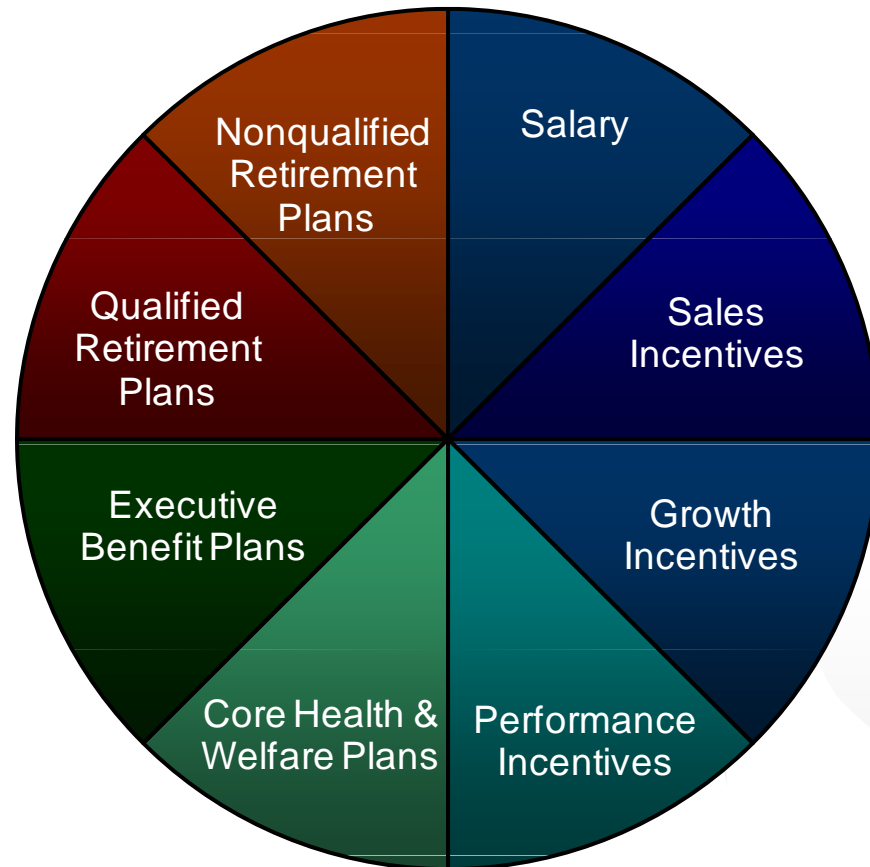 Nonqualified
Retirement
Plans
Salary
Qualified
Retirement
Plans
Sales
Incentives
Executive
Benefit Plans
Growth
Incentives
Core Health &
Welfare Plans
Performance
Incentives